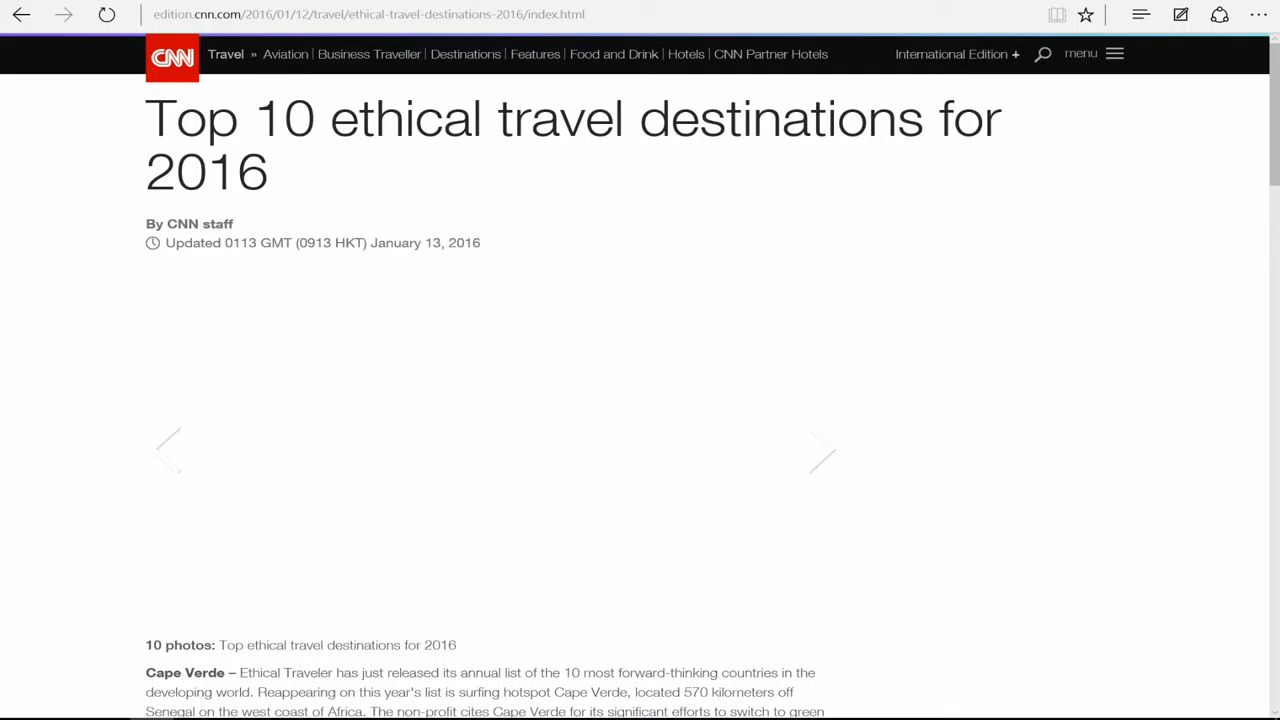 edition.cnn.com/2016/01/12/travel/ethical-travel-destinations-2016/index.html
CNN Travel » Aviation | Business Traveller | Destinations | Features | Food and Drink | Hotels | CNN Partner Hotels International Edition + menu
Top 10 ethical travel destinations for
2016
By CNN staff
Updated 0113 GMT (0913 HKT) January 13, 2016
10 photos: Top ethical travel destinations for 2016
Cape Verde – Ethical Traveler has just released its annual list of the 10 most forward-thinking countries in the
developing world. Reappearing on this year's list is surfing hotspot Cape Verde, located 570 kilometers off
Senegal on the west coast of Africa. The non-profit cites Cape Verde for its significant efforts to switch to green